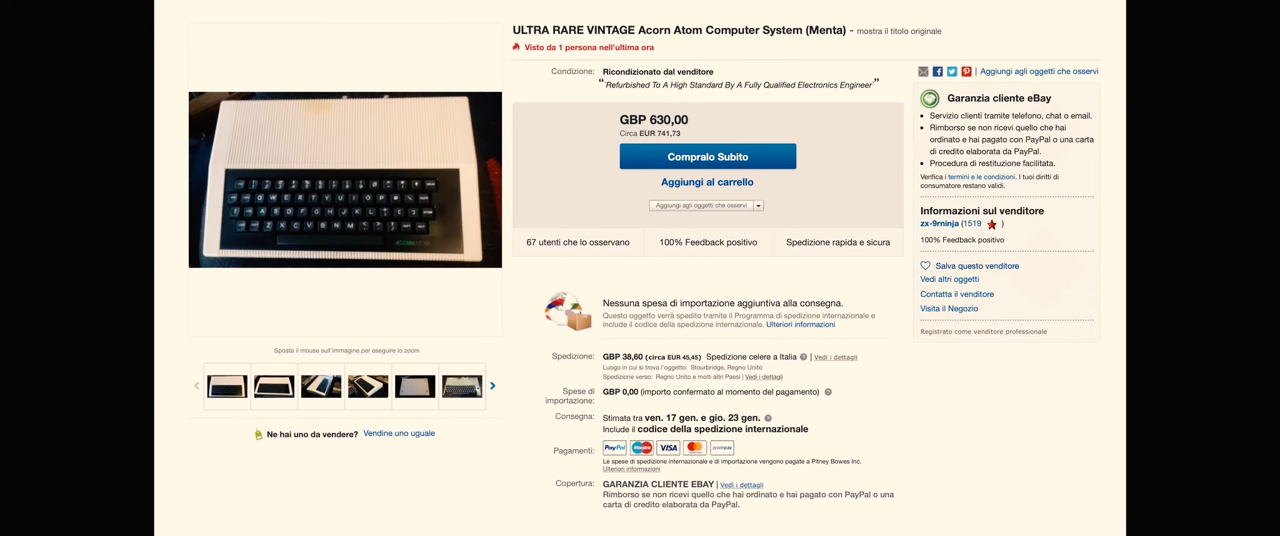 ULTRA RARE VINTAGE Acorn Atom Computer System (Menta) - mostra il titolo originale
Visto da 1 persona nell'ultima ora
Condizione: Ricondizionato dal venditore
“Refurbished To A High Standard By A Fully Qualified Electronics Engineer”
GBP 630,00
Circa EUR 741,73
Compralo Subito
Aggiungi al carrello
Aggiungi agli oggetti che osservi
67 utenti che lo osservano 100% Feedback positivo Spedizione rapida e sicura
Nessuna spesa di importazione aggiuntiva alla consegna.
Questo oggetto verrà spedito tramite il Programma di spedizione internazionale e
include il codice della spedizione internazionale. Ulteriori informazioni
Spedizione: GBP 38,60 (circa EUR 45,45) Spedizione celere a Italia | Vedi i dettagli
Luogo in cui si trova l'oggetto: Stourbridge, Regno Unito
Spedizione verso: Regno Unito e molti altri Paesi | Vedi i dettagli
Spese di importazione: GBP 0,00 (importo confermato al momento del pagamento)
Consegna: Stimata tra ven. 17 gen. e gio. 23 gen.
Include il codice della spedizione internazionale
Pagamenti: PayPal Maestro VISA
Le spese di spedizione internazionale e di importazione vengono pagate a Pitney Bowes Inc.
Ulteriori informazioni
Copertura: GARANZIA CLIENTE EBAY | Vedi i dettagli
Rimborso se non ricevi quello che hai ordinato e hai pagato con PayPal o una
carta di credito elaborata da PayPal.
| Aggiungi agli oggetti che osservi
Garanzia cliente eBay
• Servizio clienti tramite telefono, chat o email.
• Rimborso se non ricevi quello che hai
ordinato e hai pagato con PayPal o una carta
di credito elaborata da PayPal.
• Procedura di restituzione facilitata.
Verifica i termini e le condizioni. I tuoi diritti di
consumatore restano validi.
Informazioni sul venditore
zx-9rninja (1519 )
100% Feedback positivo
Salva questo venditore
Vedi altri oggetti
Contatta il venditore
Visita il Negozio
Registrato come venditore professionale
Sposta il mouse sull'immagine per eseguire lo zoom
Ne hai uno da vendere? Vendine uno uguale